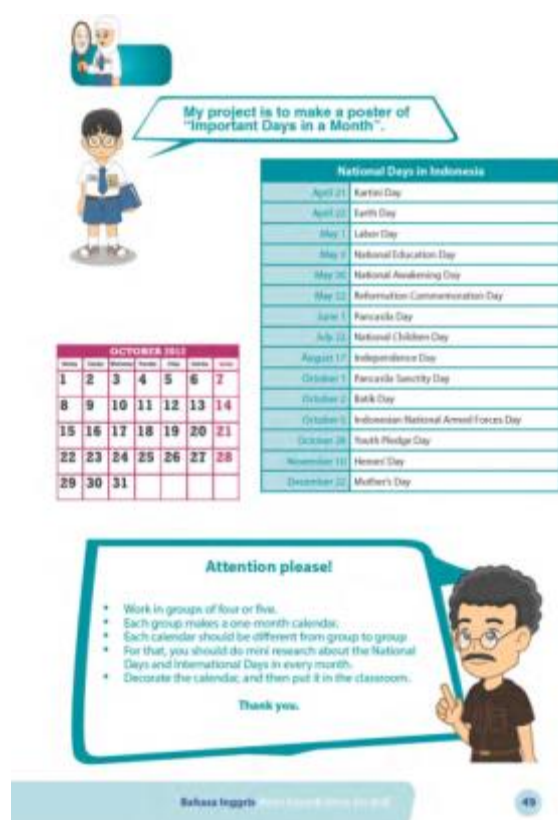 My project is to make a poster of
"Important Days in a Month".
National Days in Indonesia
April 21 Kartini Day
April 22 Earth Day
May 1 Labor Day
May 2 National Education Day
May 20 National Awakening Day
May 22 Reformation Commemoration Day
June 1 Pancasila Day
July 23 National Children Day
August 17 Independence Day
October 1 Pancasila Sanctity Day
October 2 Batik Day
October 5 Indonesian National Armed Forces Day
October 28 Youth Pledge Day
November 10 Heroes' Day
December 22 Mother's Day
OCTOBER 2012
1 2 3 4 5 6 7
8 9 10 11 12 13 14
15 16 17 18 19 20 21
22 23 24 25 26 27 28
29 30 31
Attention please!
• Work in groups of four or five.
• Each group makes a one-month calendar.
• Each calendar should be different from group to group
• For that, you should do mini research about the National
Days and International Days in every month.
• Decorate the calendar, and then put it in the classroom.
Thank you.
Bahasa Inggris
49